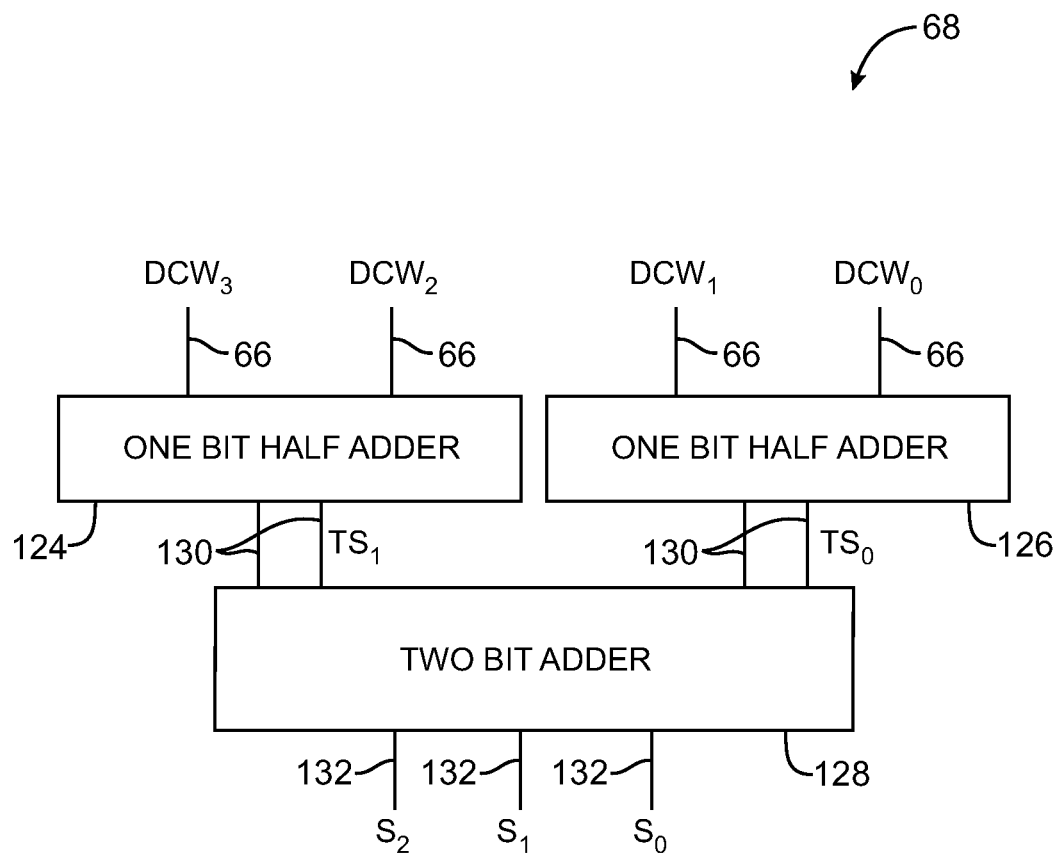 68
DCW₃ DCW₂ DCW₁ DCW₀
66 66 66 66
ONE BIT HALF ADDER ONE BIT HALF ADDER
124 130 TS₁ 130 TS₀ 126
TWO BIT ADDER
132 132 132 128
S₂ S₁ S₀